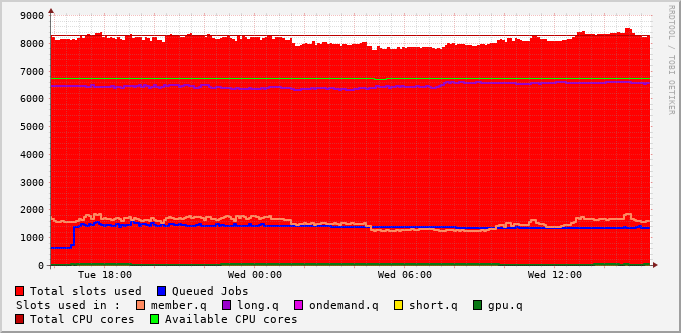 9000
8000
7000
6000
5000
4000
3000
2000
1000
0
Tue 18:00 Wed 00:00 Wed 06:00 Wed 12:00
Total slots used Queued Jobs
Slots used in : member.q long.q ondemand.q short.q gpu.q
Total CPU cores Available CPU cores
RRDTOOL / TOBI OETIKER